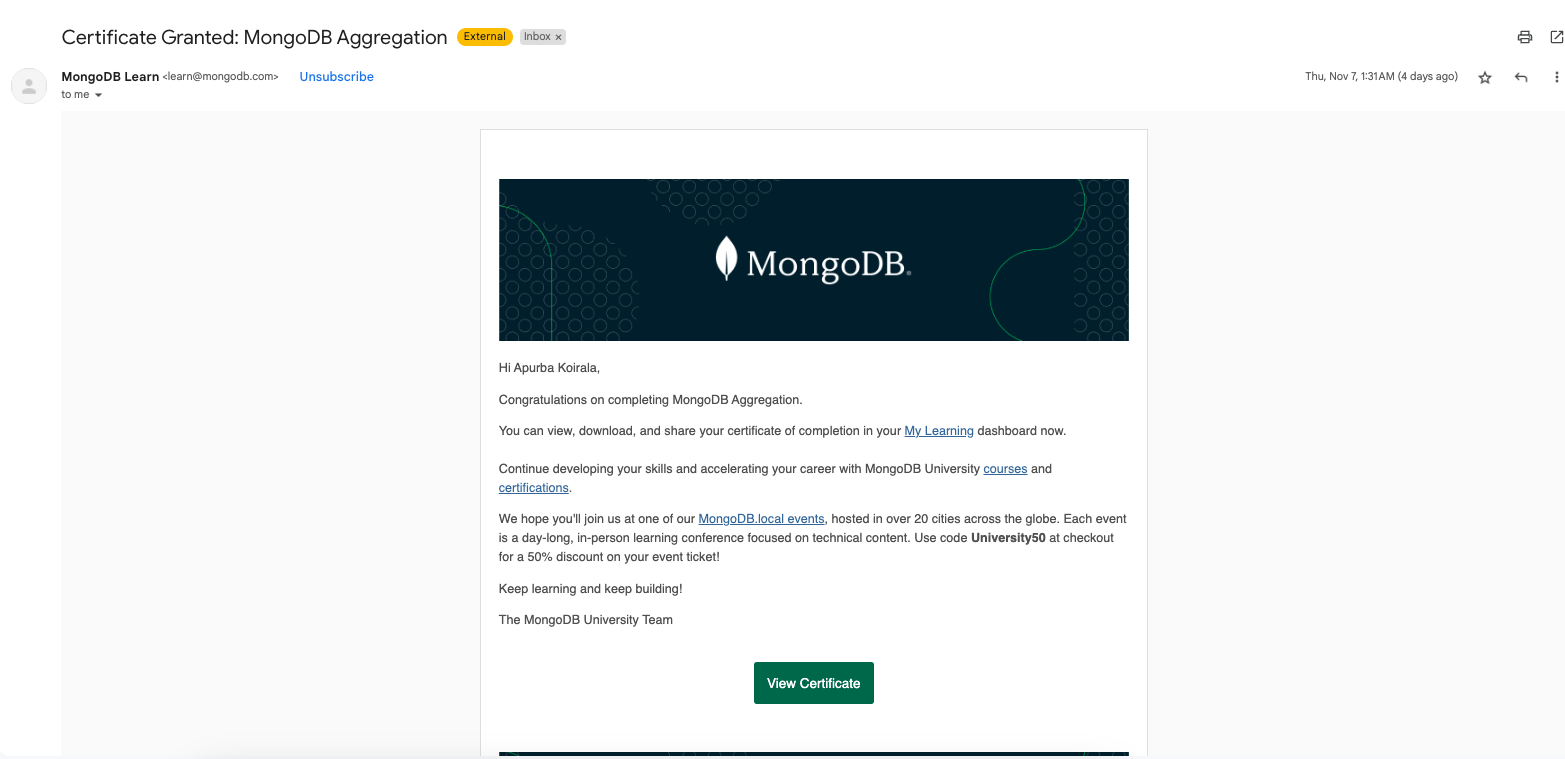 Certificate Granted: MongoDB Aggregation External Inbox ×
MongoDB Learn <learn@mongodb.com> Unsubscribe Thu, Nov 7, 1:31 AM (4 days ago)
to me
MongoDB®
Hi Apurba Koirala,
Congratulations on completing MongoDB Aggregation.
You can view, download, and share your certificate of completion in your My Learning dashboard now.
Continue developing your skills and accelerating your career with MongoDB University courses and
certifications.
We hope you'll join us at one of our MongoDB.local events, hosted in over 20 cities across the globe. Each event
is a day-long, in-person learning conference focused on technical content. Use code University50 at checkout
for a 50% discount on your event ticket!
Keep learning and keep building!
The MongoDB University Team
View Certificate